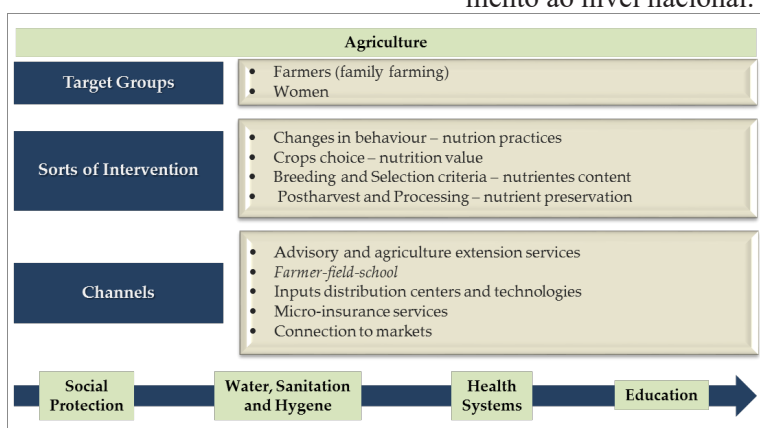 mento ao nível nacional.
Agriculture
Target Groups
• Farmers (family farming)
• Women
Sorts of Intervention
• Changes in behaviour – nutrion practices
• Crops choice – nutrition value
• Breeding and Selection criteria – nutrientes content
• Postharvest and Processing – nutrient preservation
Channels
• Advisory and agriculture extension services
• Farmer-field-school
• Inputs distribution centers and technologies
• Micro-insurance services
• Connection to markets
Social
Protection
Water, Sanitation
and Hygiene
Health
Systems
Education